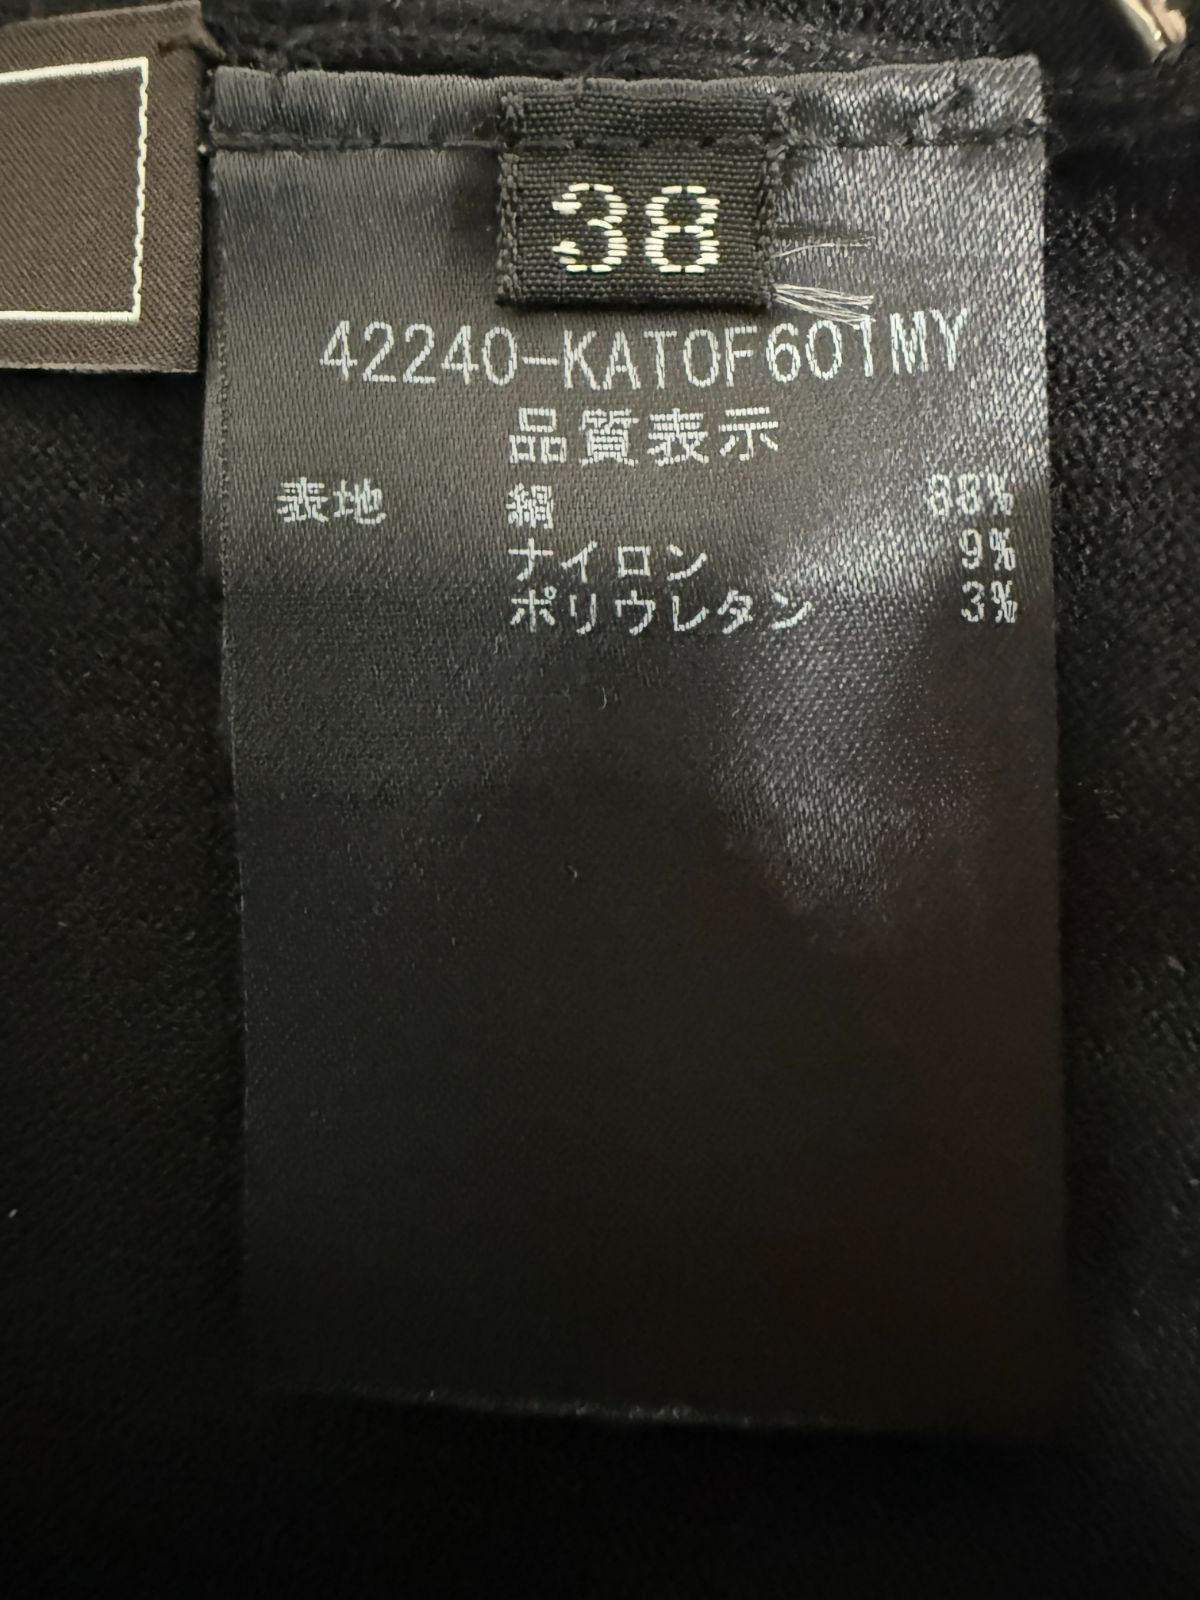 38
42240-KATOF601MY
品質表示
表地 絹 88%
ナイロン 9%
ポリウレタン 3%